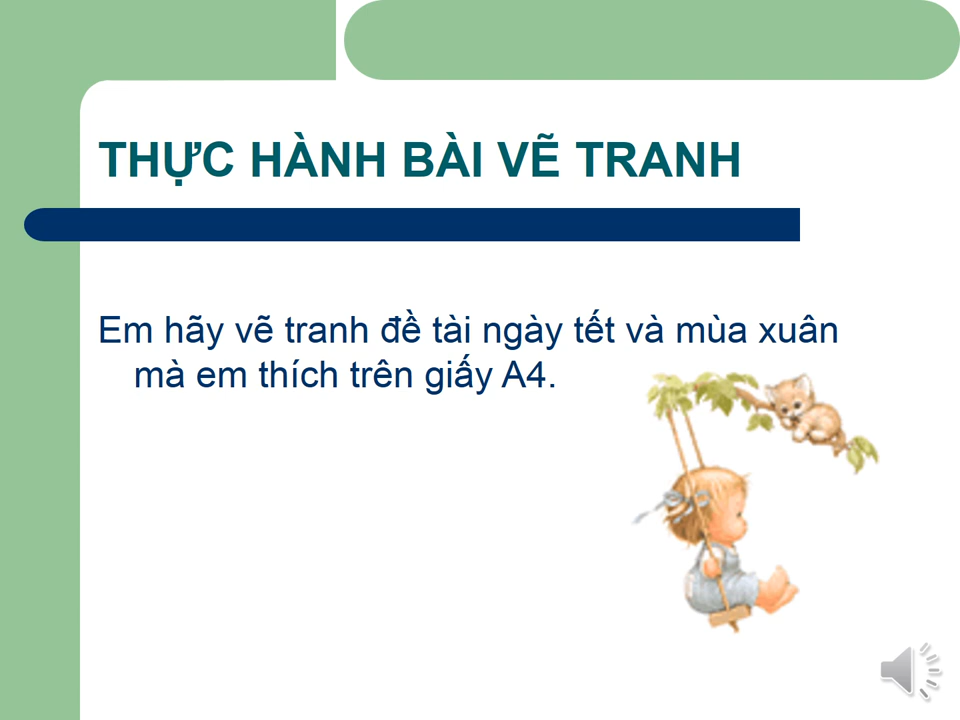 THỰC HÀNH BÀI VẼ TRANH
Em hãy vẽ tranh đề tài ngày tết và mùa xuân
mà em thích trên giấy A4.